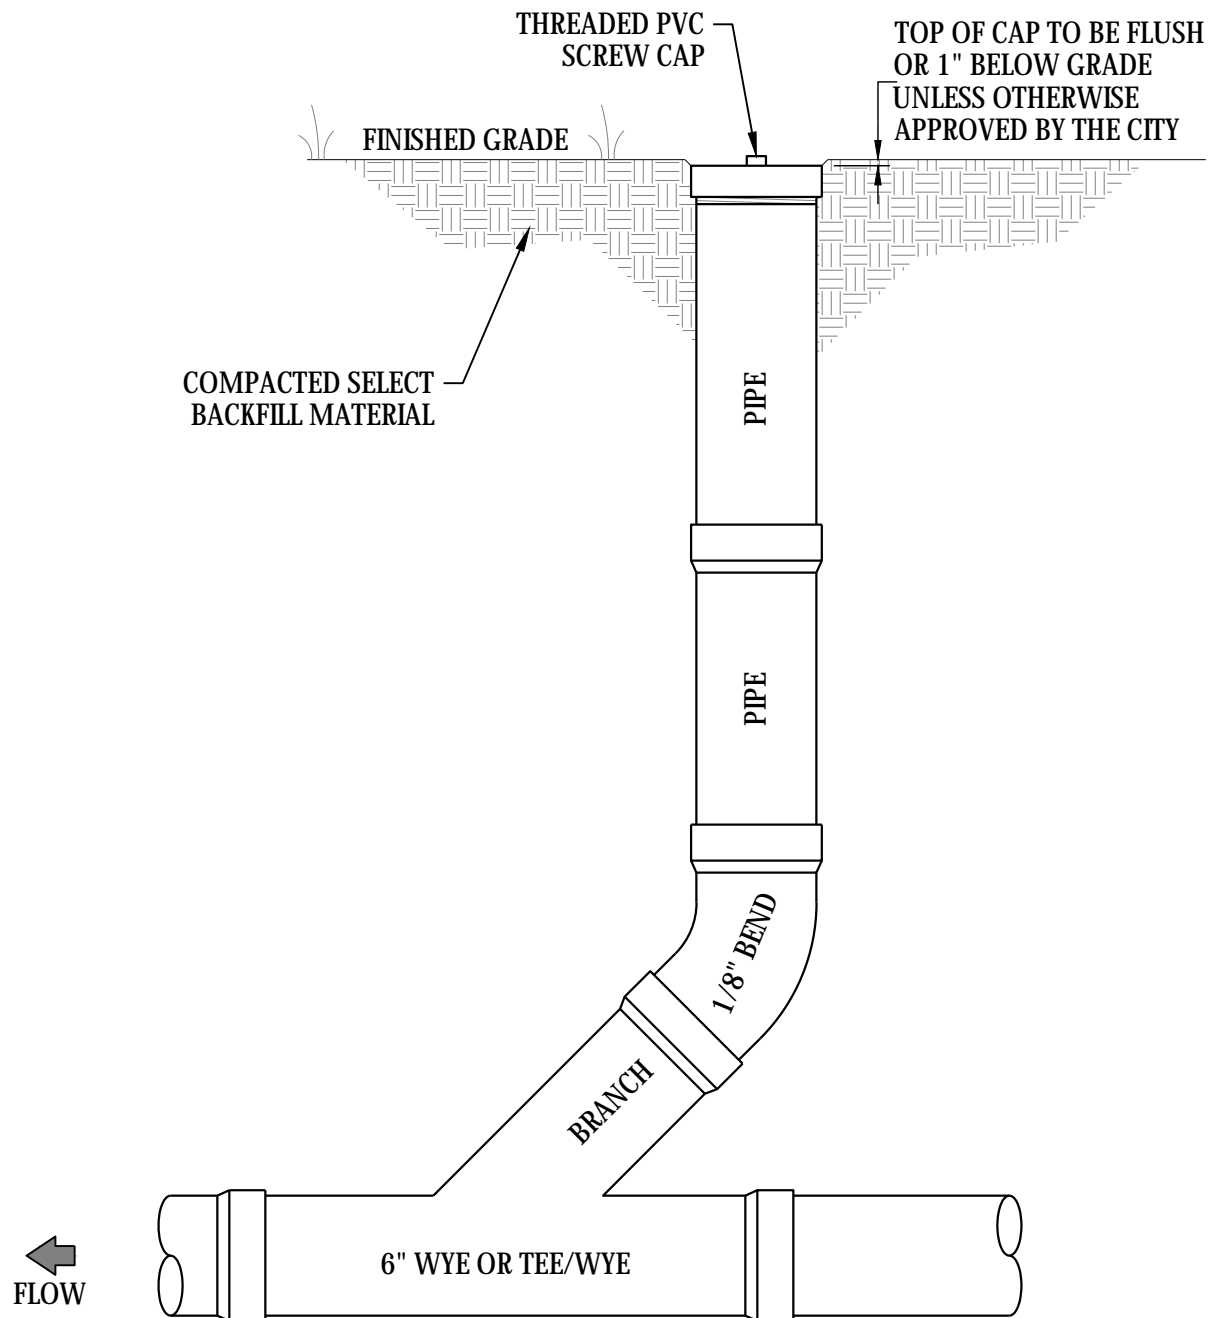 THREADED PVC
SCREW CAP
TOP OF CAP TO BE FLUSH
OR 1" BELOW GRADE
UNLESS OTHERWISE
APPROVED BY THE CITY
FINISHED GRADE
COMPACTED SELECT
BACKFILL MATERIAL
PIPE
PIPE
1/8" BEND
BRANCH
6" WYE OR TEE/WYE
FLOW